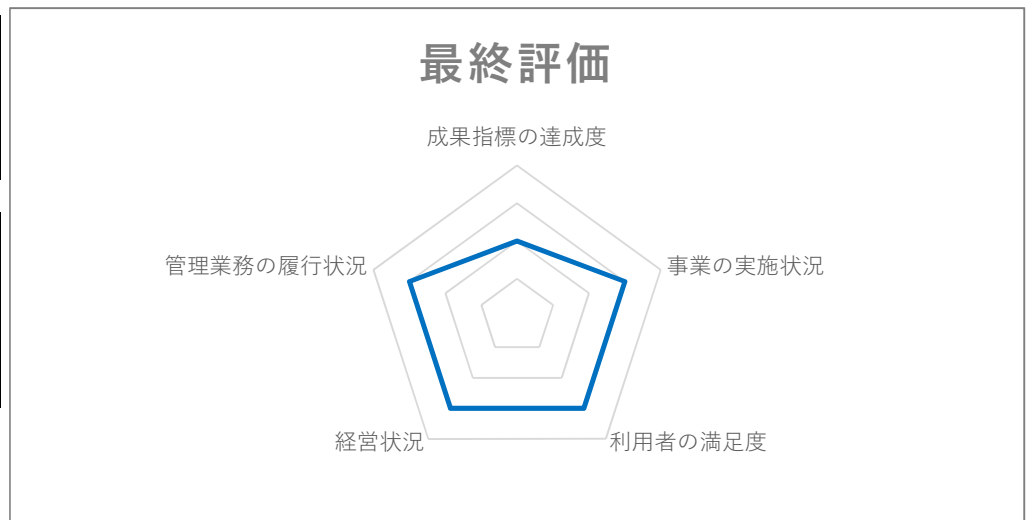 最終評価
成果指標の達成度
管理業務の履行状況
事業の実施状況
経営状況
利用者の満足度